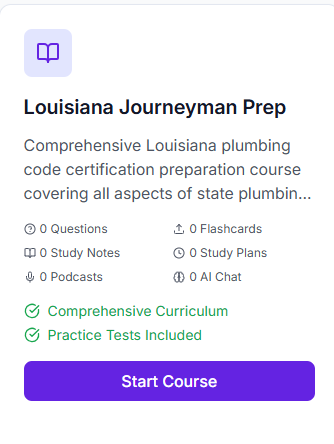 Louisiana Journeyman Prep
Comprehensive Louisiana plumbing
code certification preparation course
covering all aspects of state plumbin...
0 Questions
0 Flashcards
0 Study Notes
0 Study Plans
0 Podcasts
0 AI Chat
Comprehensive Curriculum
Practice Tests Included
Start Course